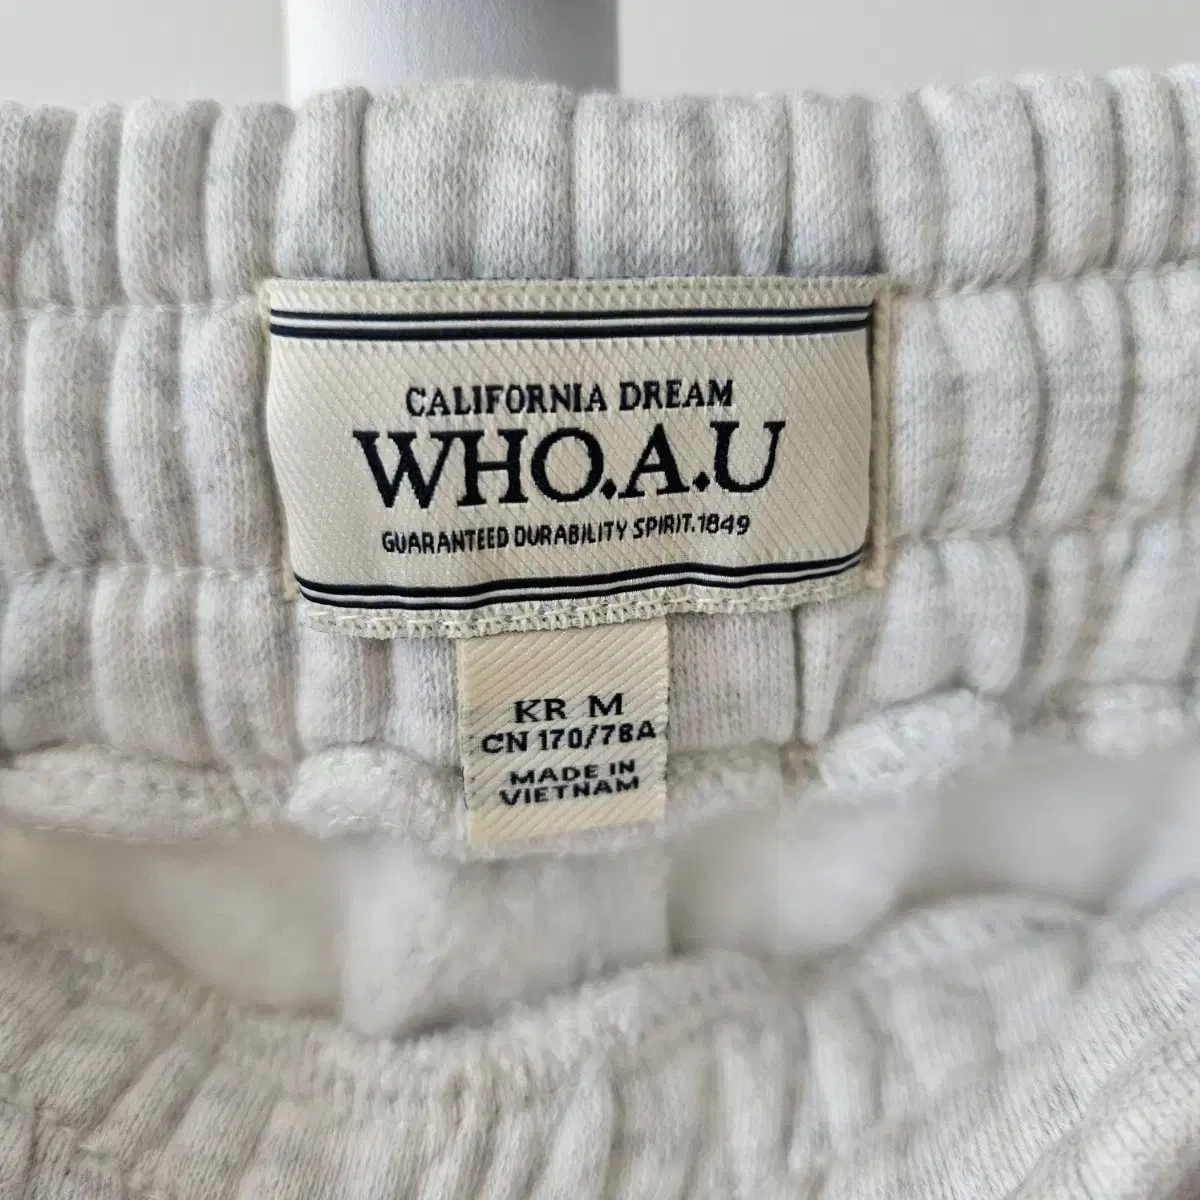 CALIFORNIA DREAM
WHO.A.U
GUARANTEED DURABILITY SPIRIT.1849
KR M
CN 170/78A
MADE IN
VIETNAM